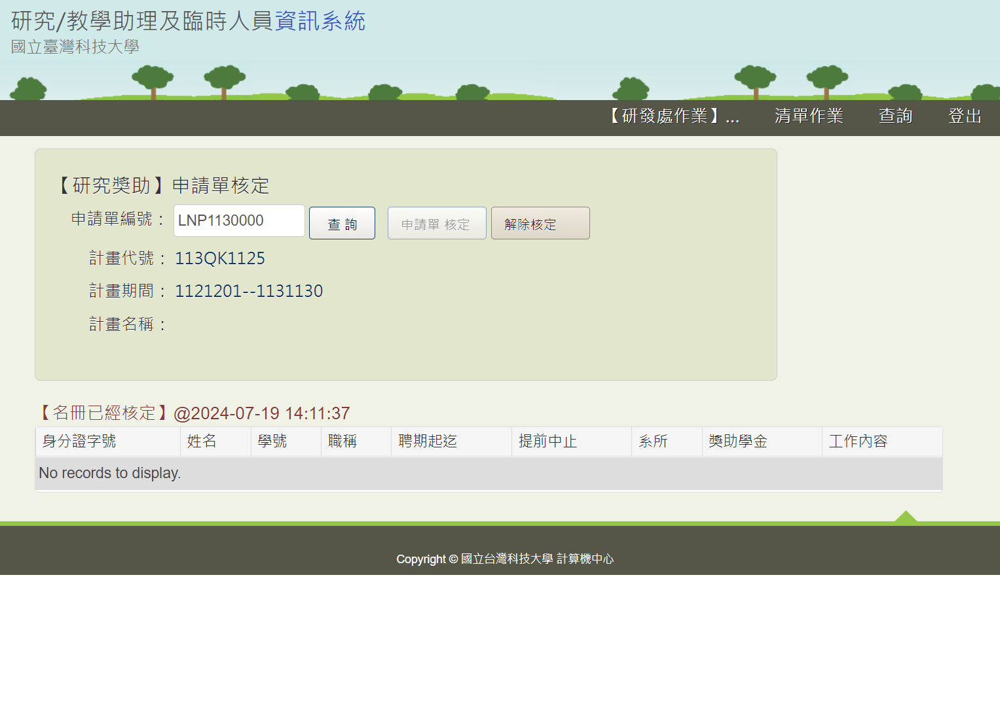 研究/教學助理及臨時人員資訊系統
國立臺灣科技大學
【研發處作業】... 清單作業 查詢 登出
【研究獎助】申請單核定
申請單編號： LNP1130000 查 詢 申請單 核定 解除核定
計畫代號： 113QK1125
計畫期間： 1121201--1131130
計畫名稱：
【名冊已經核定】@2024-07-19 14:11:37
身分證字號 姓名 學號 職稱 聘期起迄 提前中止 系所 獎助學金 工作內容
No records to display.
Copyright © 國立台灣科技大學 計算機中心